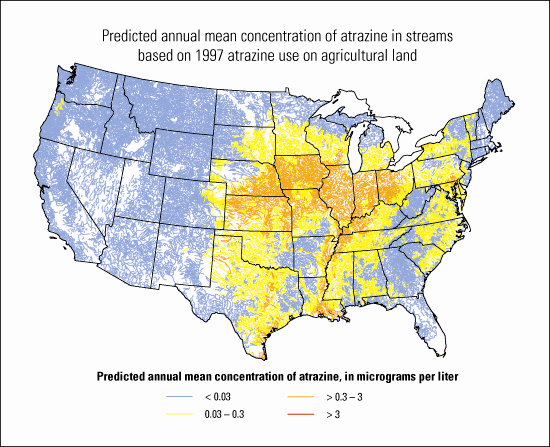 Predicted annual mean concentration of atrazine in streams
based on 1997 atrazine use on agricultural land
Predicted annual mean concentration of atrazine, in micrograms per liter
< 0.03
> 0.3 – 3
0.03 – 0.3
> 3